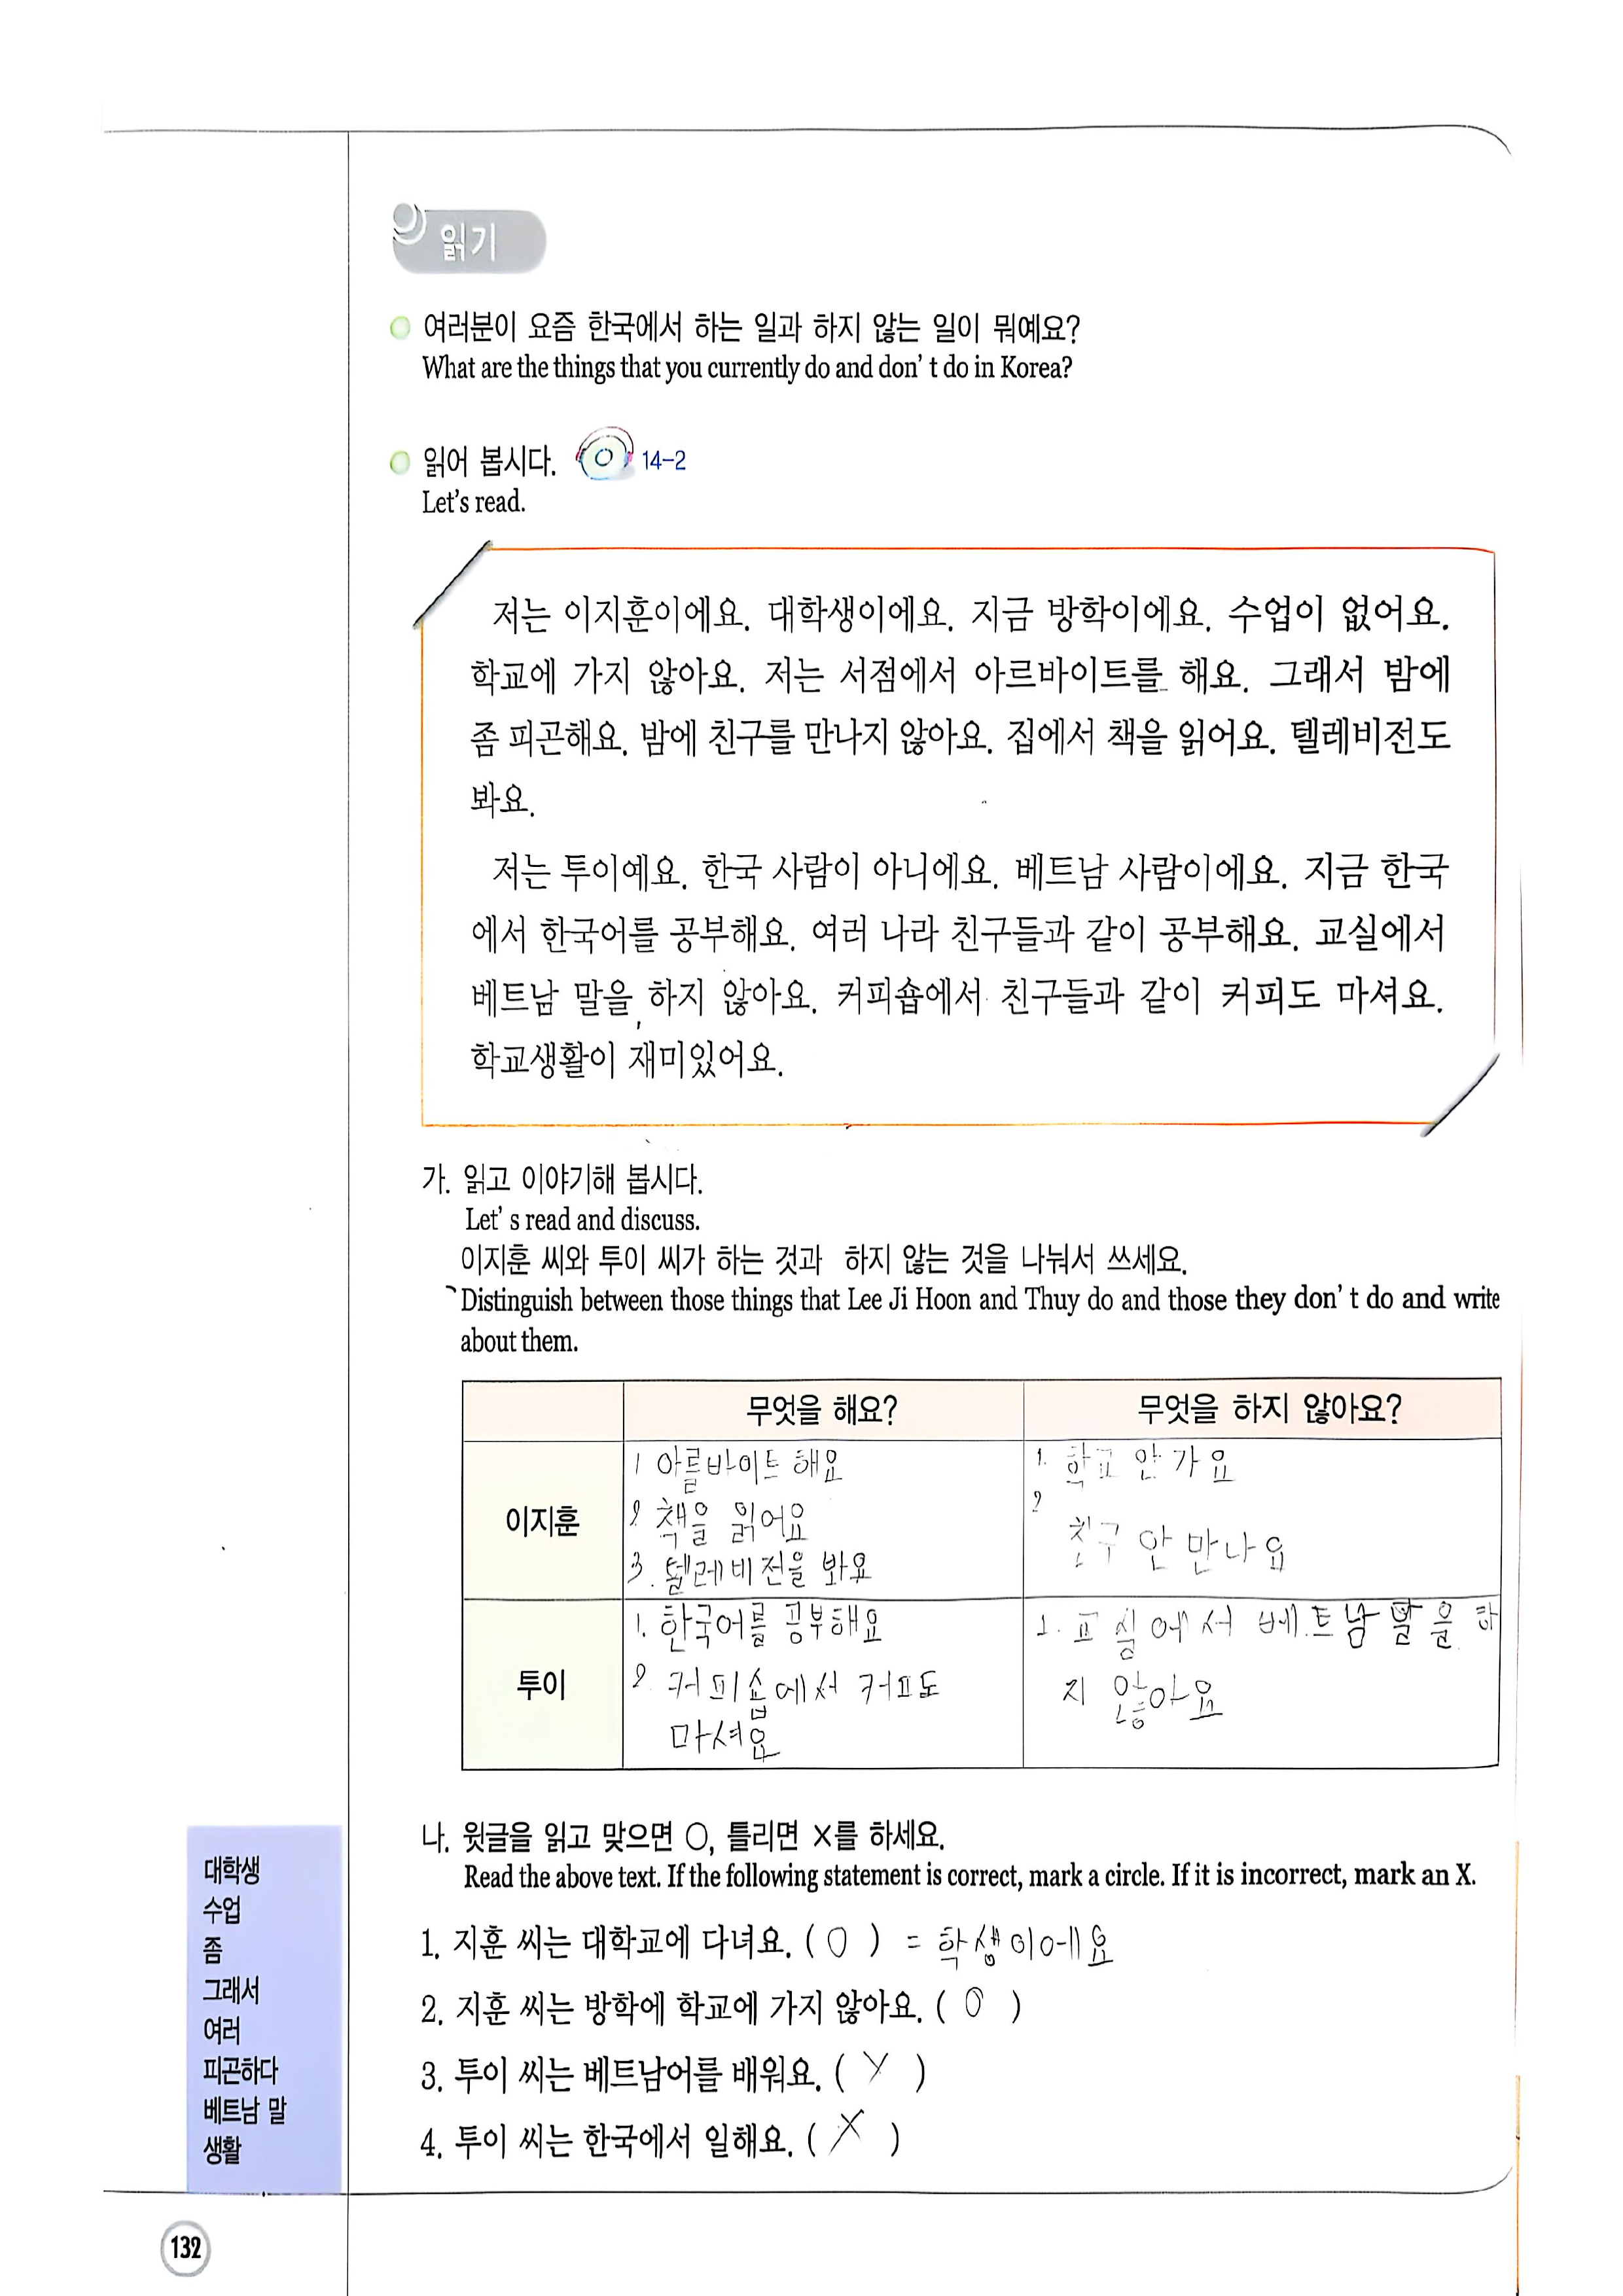 읽기
여러분이 요즘 한국에서 하는 일과 하지 않는 일이 뭐예요?
What are the things that you currently do and don't do in Korea?
읽어 봅시다. 14-2
Let's read.
저는 이지훈이에요. 대학생이에요. 지금 방학이에요. 수업이 없어요.
학교에 가지 않아요. 저는 서점에서 아르바이트를 해요. 그래서 밤에
좀 피곤해요. 밤에 친구를 만나지 않아요. 집에서 책을 읽어요. 텔레비전도
봐요.
저는 투이예요. 한국 사람이 아니에요. 베트남 사람이에요. 지금 한국
에서 한국어를 공부해요. 여러 나라 친구들과 같이 공부해요. 교실에서
베트남 말을 하지 않아요. 커피숍에서 친구들과 같이 커피도 마셔요.
학교생활이 재미있어요.
가. 읽고 이야기해 봅시다.
Let's read and discuss.
이지훈 씨와 투이 씨가 하는 것과 하지 않는 것을 나눠서 쓰세요.
Distinguish between those things that Lee Ji Hoon and Thuy do and those they don't do and write
about them.
무엇을 해요? 무엇을 하지 않아요?
이지훈
1 아릅바이트 해요
2. 책을 읽어요
3. 텔레비전을 봐요
1. 학교 안 가요
2 친구 안 만나요
투이
1. 한국어를 공부해요
2. 커피숍에서 커피도
마셔요
1. 교실에서 베트남 말을 하
지 않아요
나. 윗글을 읽고 맞으면 ○, 틀리면 ×를 하세요.
Read the above text. If the following statement is correct, mark a circle. If it is incorrect, mark an X.
1. 지훈 씨는 대학교에 다녀요. ( O ) = 학생이에요
2. 지훈 씨는 방학에 학교에 가지 않아요. ( O )
3. 투이 씨는 베트남어를 배워요. ( X )
4. 투이 씨는 한국에서 일해요. ( X )
대학생
수업
좀
그래서
여러
피곤하다
베트남 말
생활
132